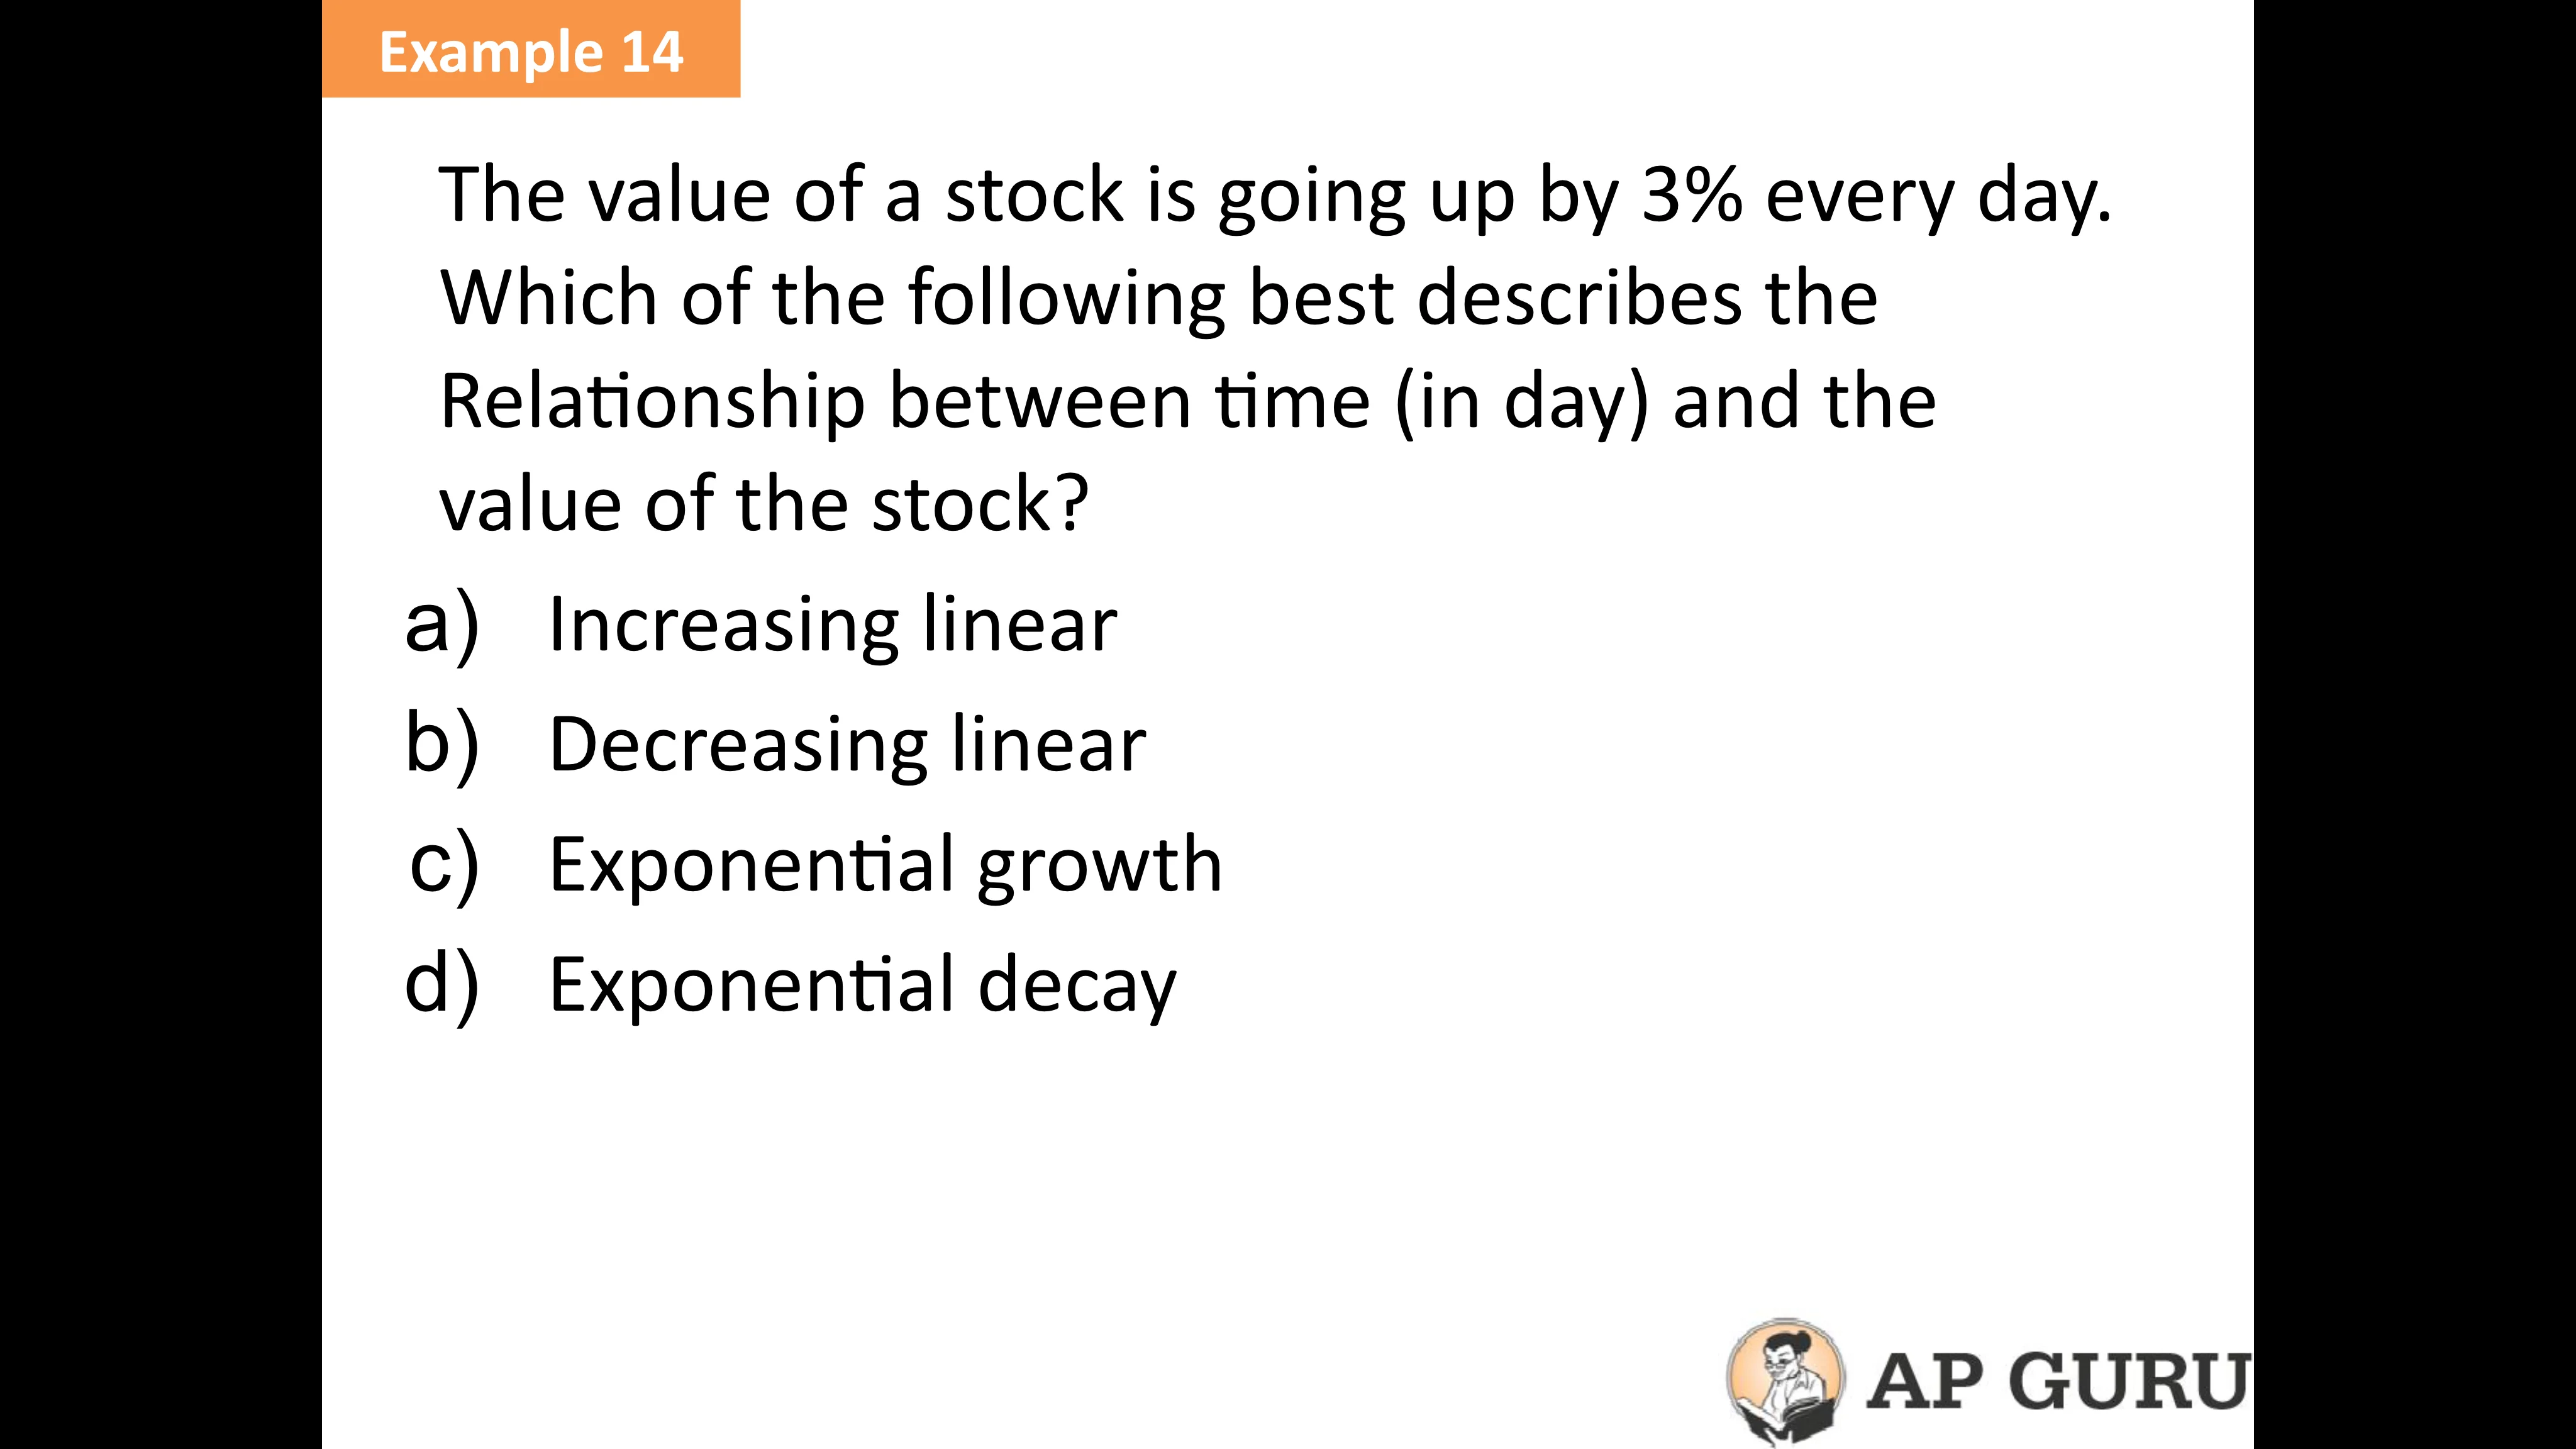 Example 14
The value of a stock is going up by 3% every day.
Which of the following best describes the
Relationship between time (in day) and the
value of the stock?
a) Increasing linear
b) Decreasing linear
c) Exponential growth
d) Exponential decay
AP GURU